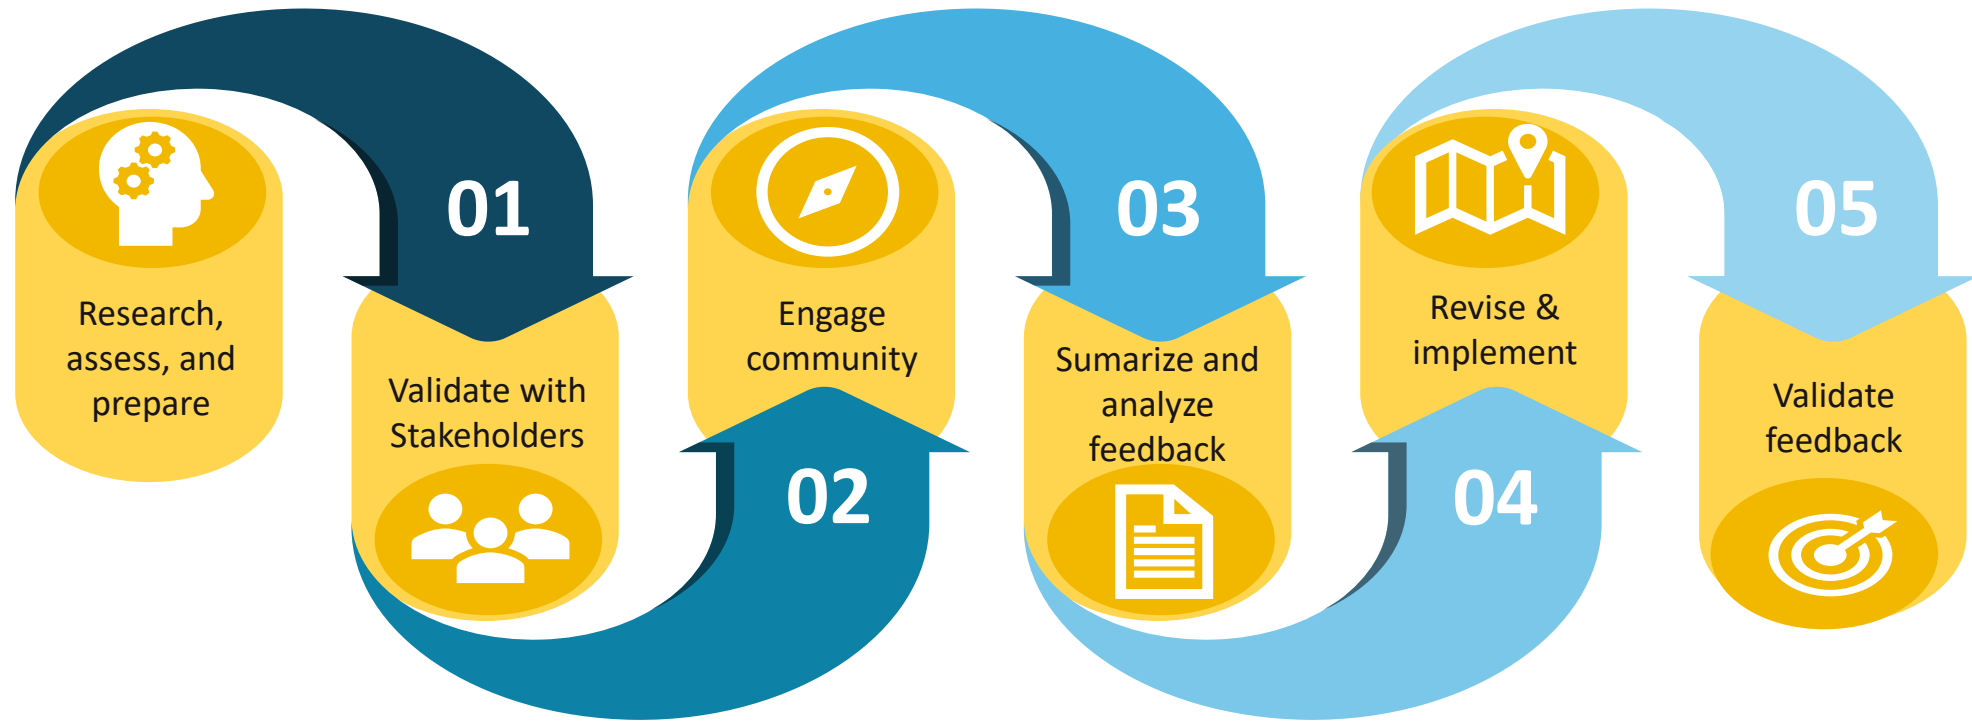 Research,
assess, and
prepare
01
Validate with
Stakeholders
02
Engage
community
03
Sumarize and
analyze
feedback
04
Revise &
implement
05
Validate
feedback